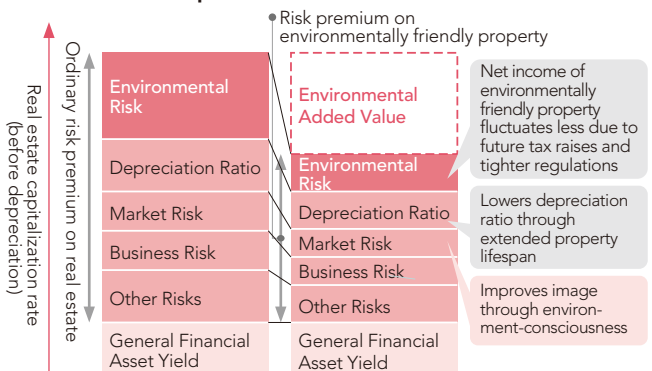 Risk premium on
environmentally friendly property
Real estate capitalization rate
(before depreciation)
Ordinary risk premium on real estate
Environmental
Risk
Depreciation Ratio
Market Risk
Business Risk
Other Risks
General Financial
Asset Yield
Environmental
Added Value
Environmental
Risk
Depreciation Ratio
Market Risk
Business Risk
Other Risks
General Financial
Asset Yield
Net income of
environmentally
friendly property
fluctuates less due to
future tax raises and
tighter regulations
Lowers depreciation
ratio through
extended property
lifespan
Improves image
through environ-
ment-consciousness